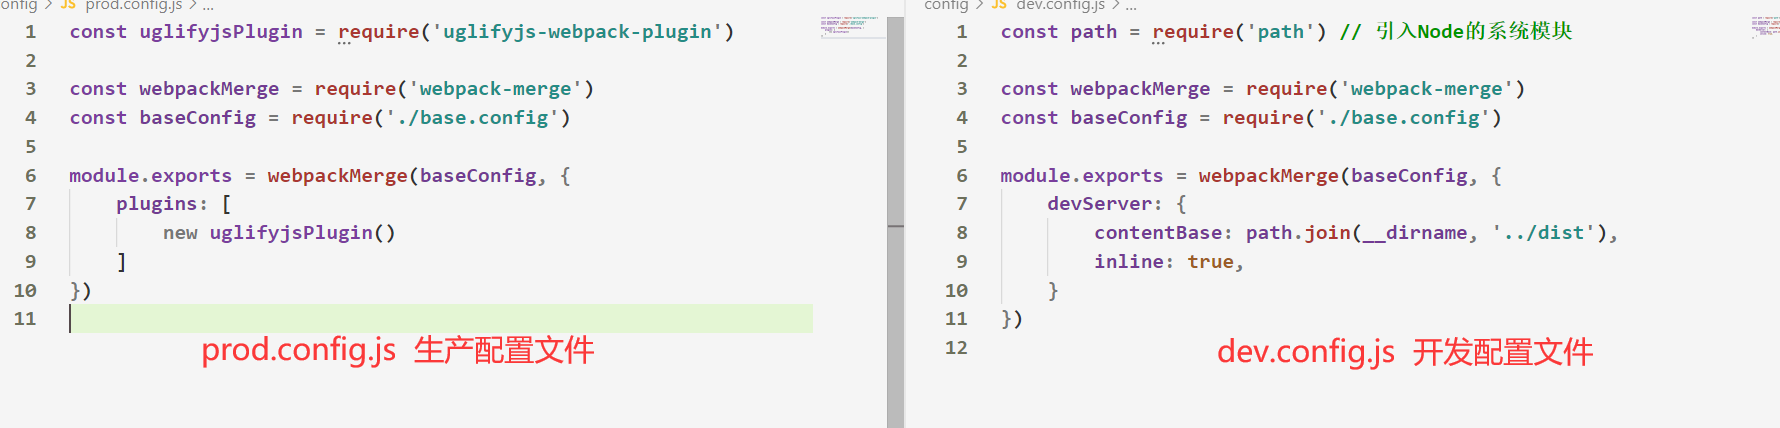 onfig > JS prod.config.js > ...
1 const uglifyjsPlugin = require('uglifyjs-webpack-plugin')
2
3 const webpackMerge = require('webpack-merge')
4 const baseConfig = require('./base.config')
5
6 module.exports = webpackMerge(baseConfig, {
7 plugins: [
8 new uglifyjsPlugin()
9 ]
10 })
11
prod.config.js 生产配置文件
config > JS dev.config.js > ...
1 const path = require('path') // 引入Node的系统模块
2
3 const webpackMerge = require('webpack-merge')
4 const baseConfig = require('./base.config')
5
6 module.exports = webpackMerge(baseConfig, {
7 devServer: {
8 contentBase: path.join(__dirname, '../dist'),
9 inline: true,
10 }
11 })
12
dev.config.js 开发配置文件